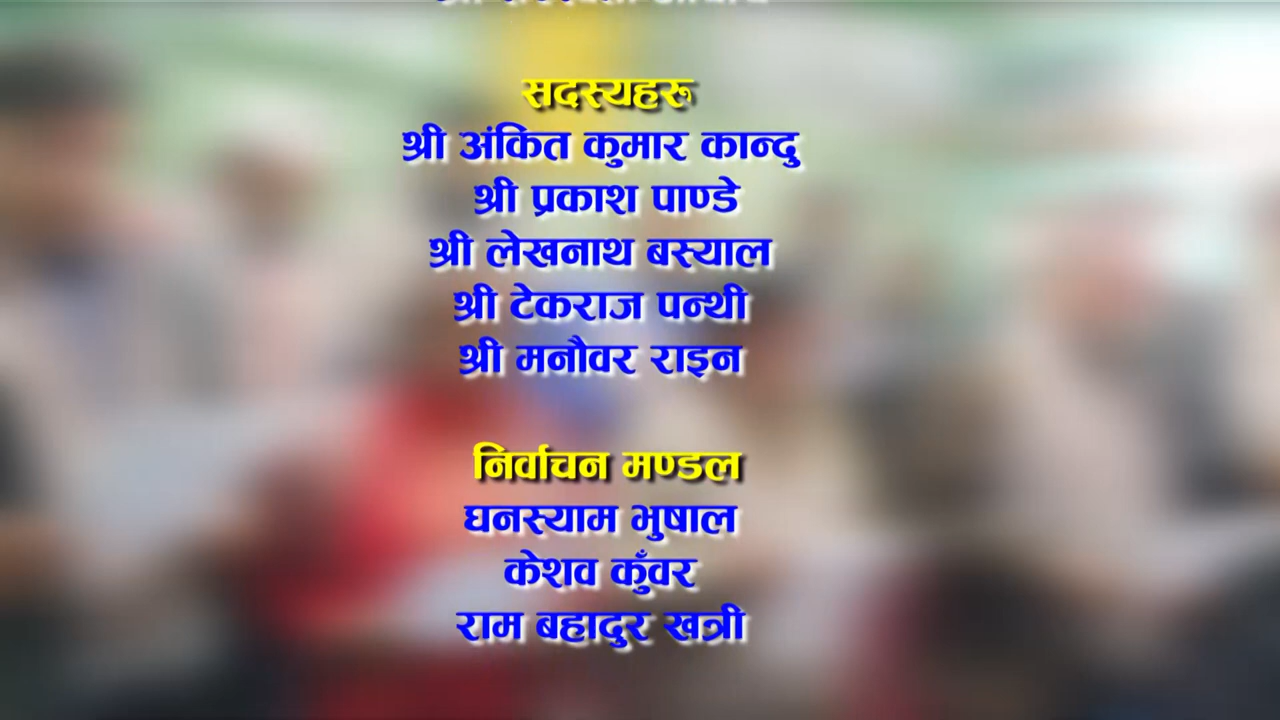 सदस्यहरू
श्री अंकित कुमार कान्दु
श्री प्रकाश पाण्डे
श्री लेखनाथ बस्याल
श्री टेकराज पन्थी
श्री मनौवर राइन
निर्वाचन मण्डल
घनस्याम भुषाल
केशव कुँवर
राम बहादुर खत्री